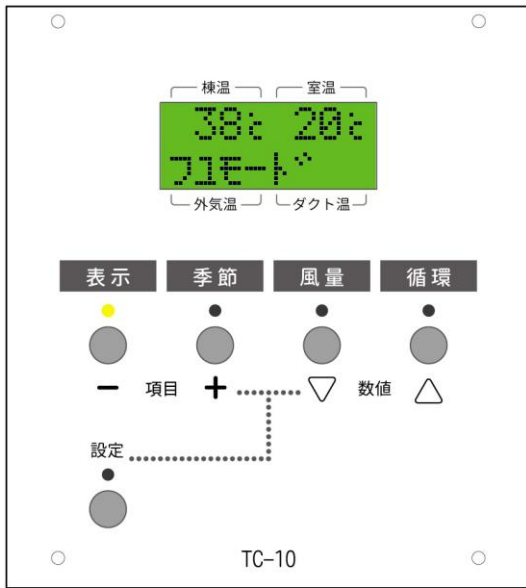 棟温 室温
38℃ 20℃
フユモード
外気温 ダクト温
表示 季節 風量 循環
− 項目 + ▽ 数値 △
設定
TC-10